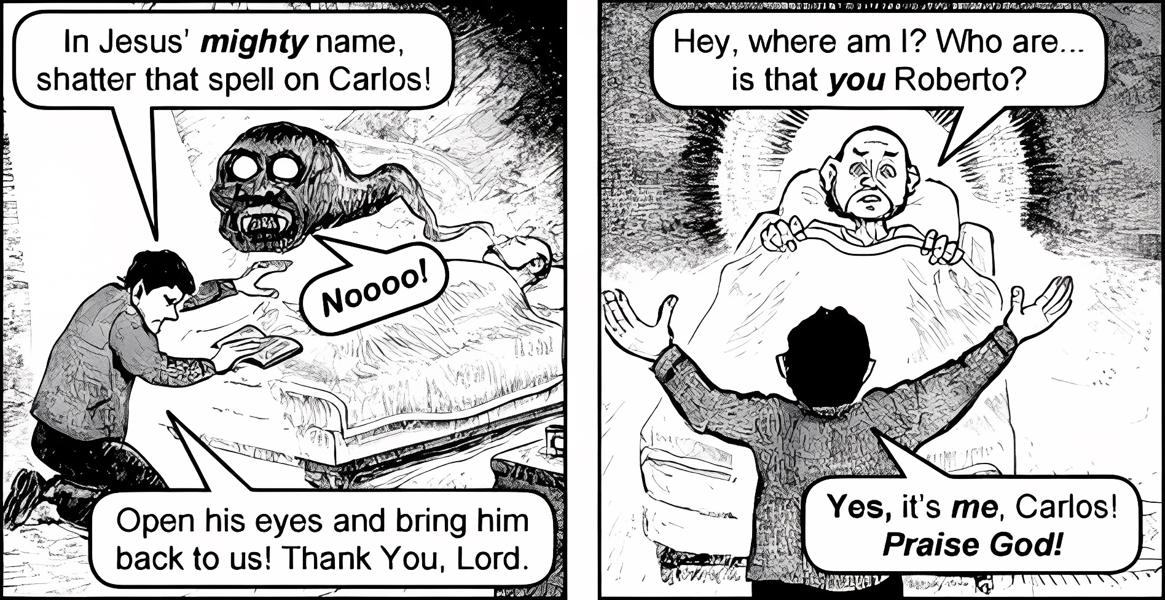 In Jesus’ mighty name,
shatter that spell on Carlos!
Noooo!
Open his eyes and bring him
back to us! Thank You, Lord.
Hey, where am I? Who are...
is that you Roberto?
Yes, it’s me, Carlos!
Praise God!